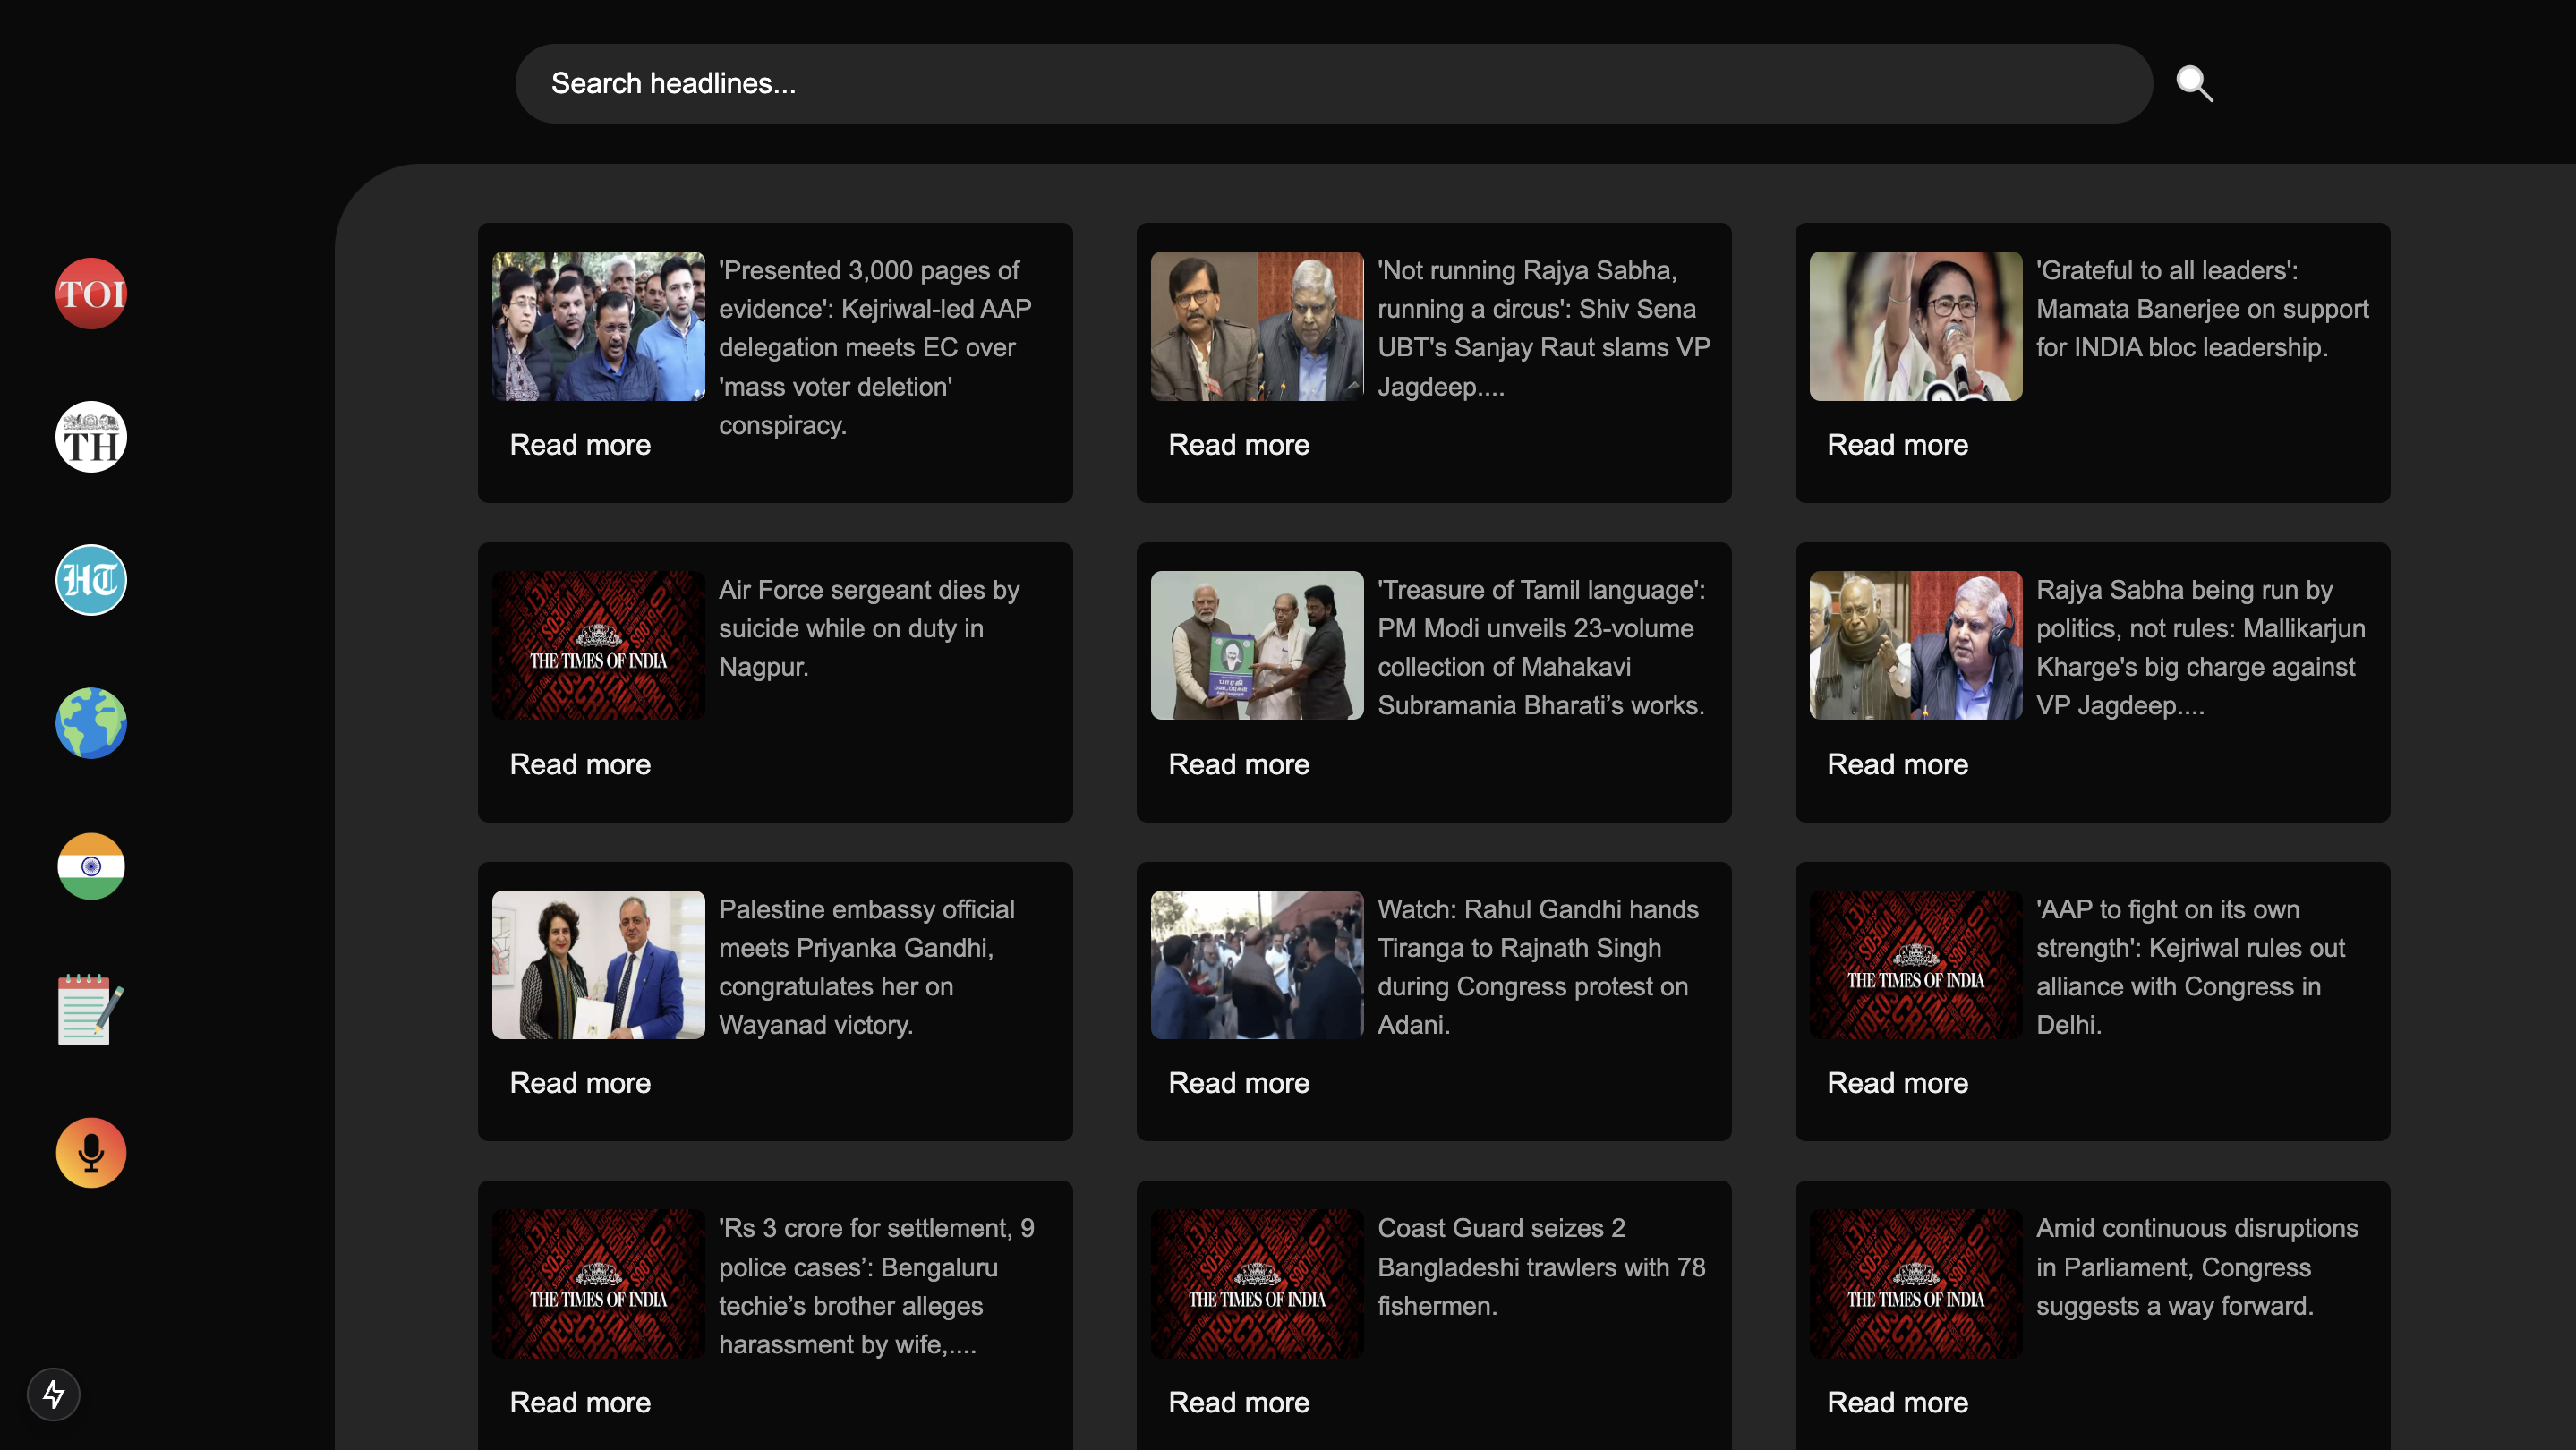 Search headlines...
TOI
TH
HT
'Presented 3,000 pages of
evidence': Kejriwal-led AAP
delegation meets EC over
'mass voter deletion'
conspiracy.
Read more
'Not running Rajya Sabha,
running a circus': Shiv Sena
UBT's Sanjay Raut slams VP
Jagdeep....
Read more
'Grateful to all leaders':
Mamata Banerjee on support
for INDIA bloc leadership.
Read more
THE TIMES OF INDIA
Air Force sergeant dies by
suicide while on duty in
Nagpur.
Read more
'Treasure of Tamil language':
PM Modi unveils 23-volume
collection of Mahakavi
Subramania Bharati’s works.
Read more
Rajya Sabha being run by
politics, not rules: Mallikarjun
Kharge's big charge against
VP Jagdeep....
Read more
Palestine embassy official
meets Priyanka Gandhi,
congratulates her on
Wayanad victory.
Read more
Watch: Rahul Gandhi hands
Tiranga to Rajnath Singh
during Congress protest on
Adani.
Read more
THE TIMES OF INDIA
'AAP to fight on its own
strength': Kejriwal rules out
alliance with Congress in
Delhi.
Read more
THE TIMES OF INDIA
'Rs 3 crore for settlement, 9
police cases’: Bengaluru
techie’s brother alleges
harassment by wife,....
Read more
THE TIMES OF INDIA
Coast Guard seizes 2
Bangladeshi trawlers with 78
fishermen.
Read more
THE TIMES OF INDIA
Amid continuous disruptions
in Parliament, Congress
suggests a way forward.
Read more